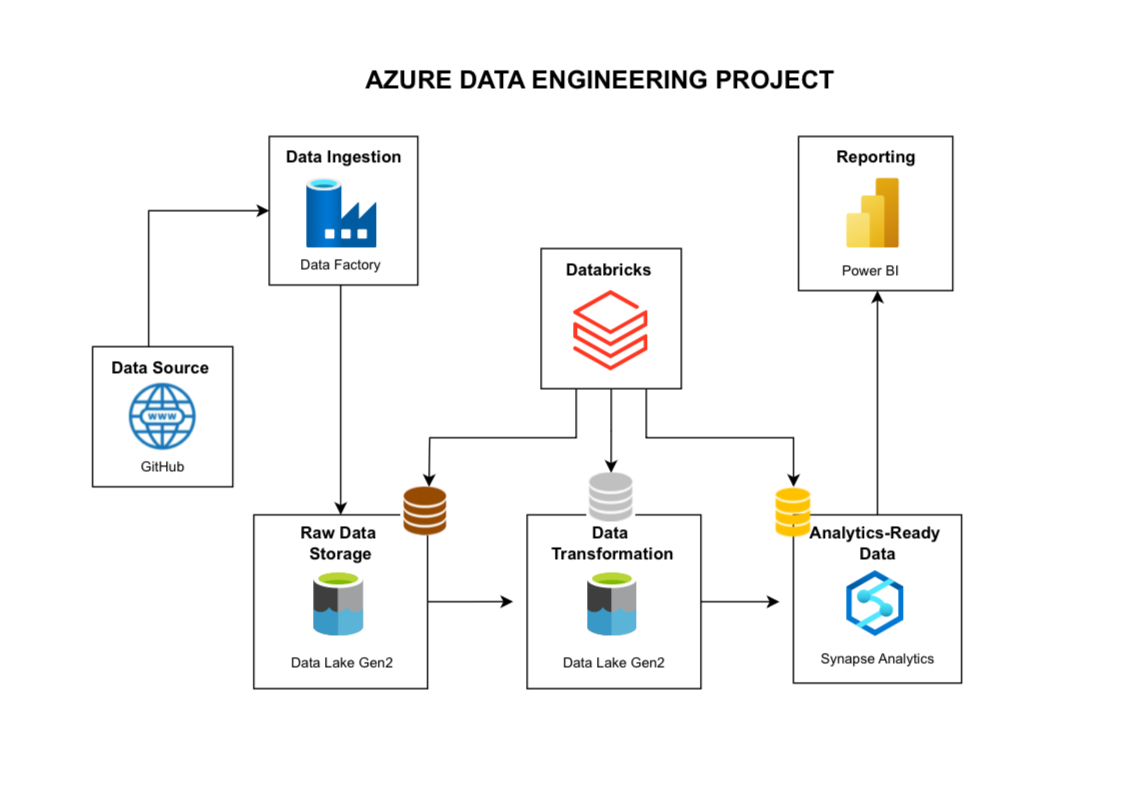 AZURE DATA ENGINEERING PROJECT
Data Ingestion
Data Factory
Reporting
Power BI
Databricks
Data Source
www
GitHub
Raw Data
Storage
Data Lake Gen2
Data
Transformation
Data Lake Gen2
Analytics-Ready
Data
Synapse Analytics